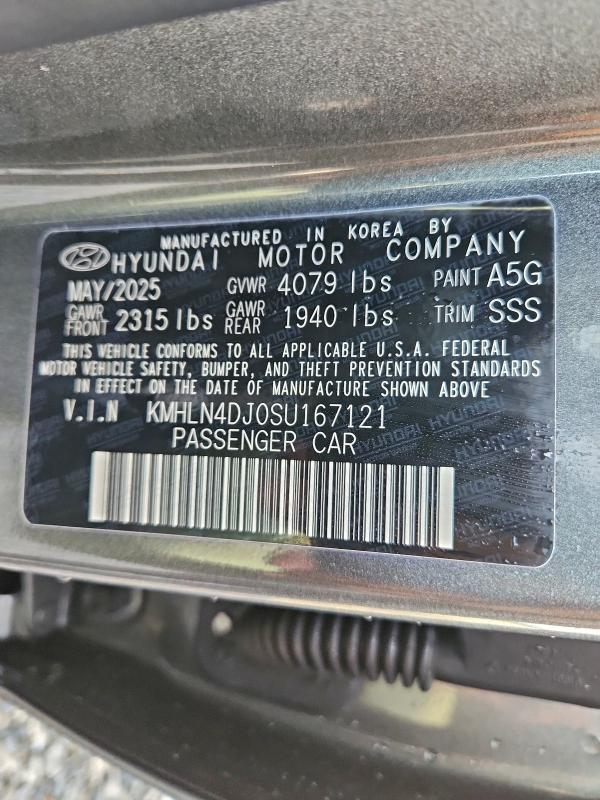 MANUFACTURED IN KOREA BY
HYUNDAI MOTOR COMPANY
MAY/2025 GVWR 4079 lbs PAINT A5G
GAWR FRONT 2315 lbs GAWR REAR 1940 lbs TRIM SSS
THIS VEHICLE CONFORMS TO ALL APPLICABLE U.S.A. FEDERAL
MOTOR VEHICLE SAFETY, BUMPER, AND THEFT PREVENTION STANDARDS
IN EFFECT ON THE DATE OF MANUFACTURE SHOWN ABOVE
V.I.N KMHLN4DJ0SU167121
PASSENGER CAR